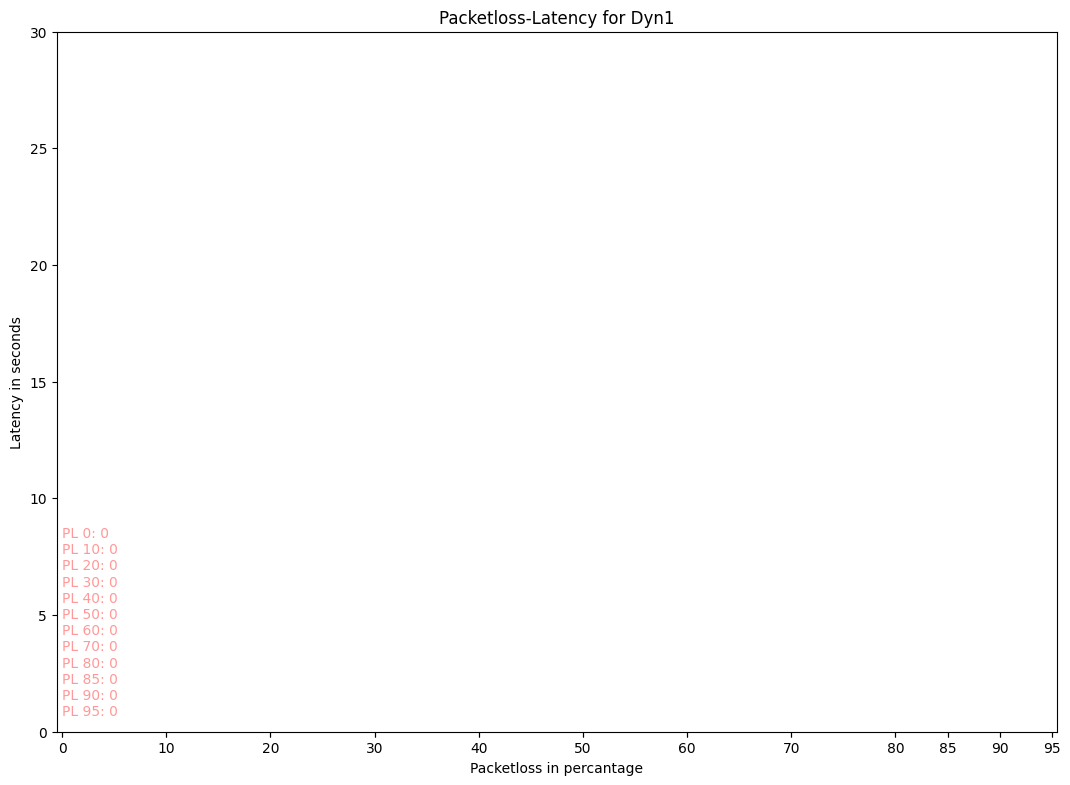 Packetloss-Latency for Dyn1
30
25
20
15
10
5
0
Latency in seconds
PL 0: 0
PL 10: 0
PL 20: 0
PL 30: 0
PL 40: 0
PL 50: 0
PL 60: 0
PL 70: 0
PL 80: 0
PL 85: 0
PL 90: 0
PL 95: 0
0 10 20 30 40 50 60 70 80 85 90 95
Packetloss in percantage